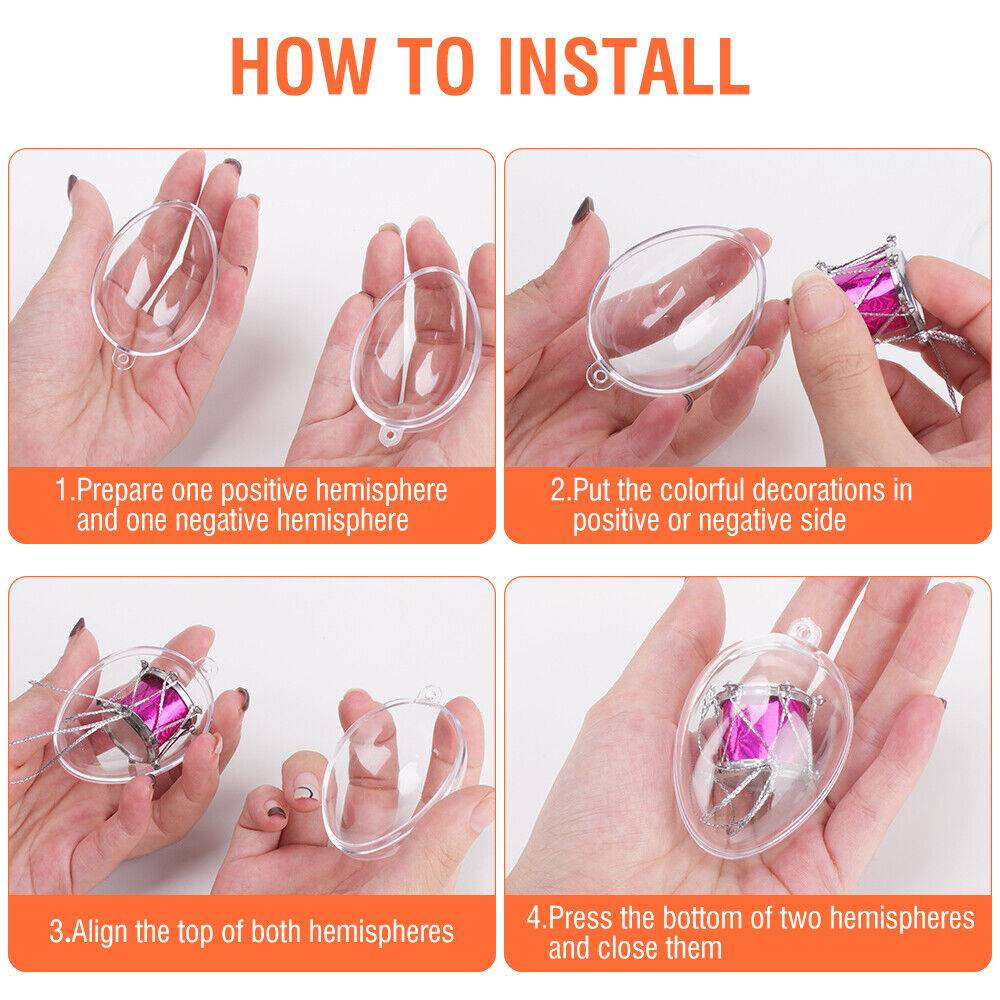 HOW TO INSTALL
1.Prepare one positive hemisphere
and one negative hemisphere
2.Put the colorful decorations in
positive or negative side
3.Align the top of both hemispheres
4.Press the bottom of two hemispheres
and close them